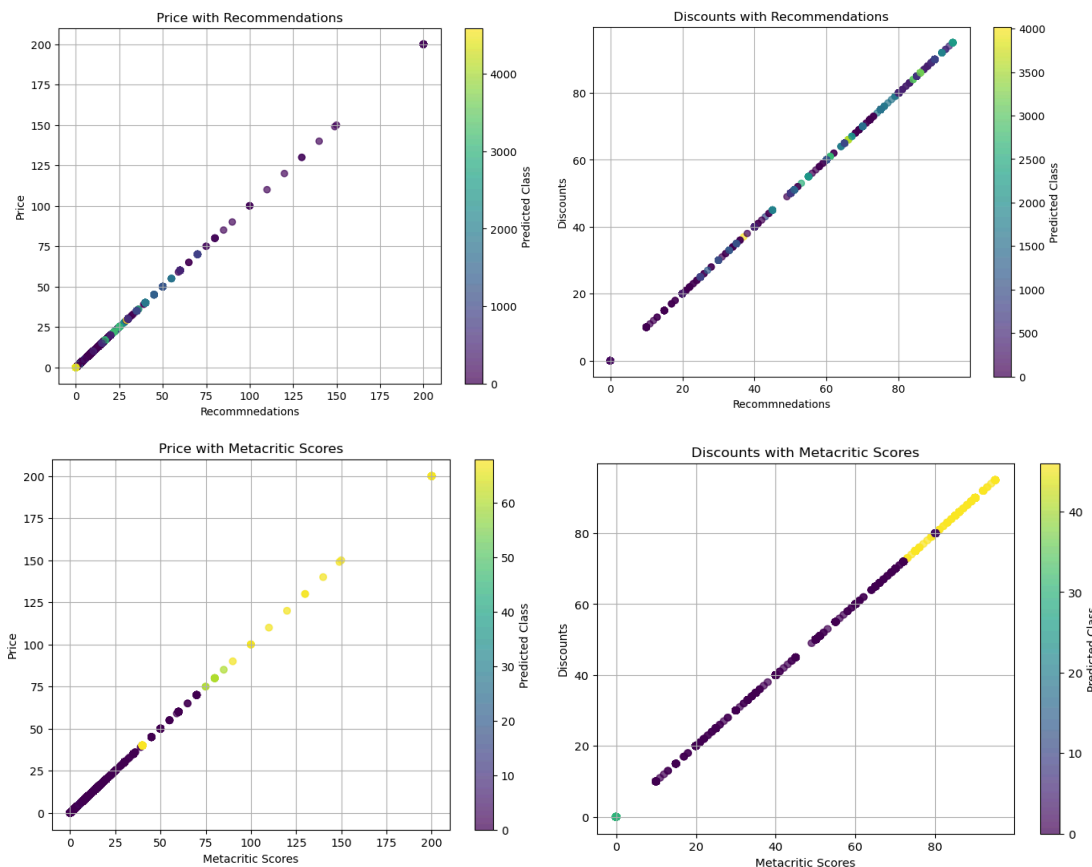 Price with Recommendations
200
175
150
125
100
75
50
25
0
Price
0 25 50 75 100 125 150 175 200
Recommnedations
4000
3000
2000
1000
0
Predicted Class
Discounts with Recommendations
80
60
40
20
0
Discounts
0 20 40 60 80
Recommnedations
4000
3500
3000
2500
2000
1500
1000
500
0
Predicted Class
Price with Metacritic Scores
200
175
150
125
100
75
50
25
0
Price
0 25 50 75 100 125 150 175 200
Metacritic Scores
60
50
40
30
20
10
0
Predicted Class
Discounts with Metacritic Scores
80
60
40
20
0
Discounts
0 20 40 60 80
Metacritic Scores
40
30
20
10
0
Predicted Class